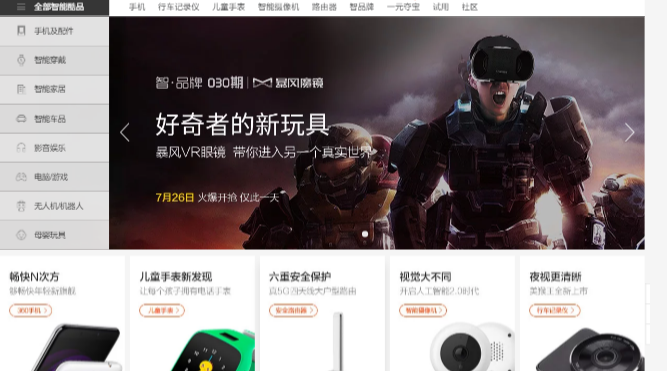 全部智能酷品
手机 行车记录仪 儿童手表 智能摄像机 路由器 智品牌 一元夺宝 试用 社区
手机及配件
智能穿戴
智能家居
智能车品
影音娱乐
电脑/游戏
无人机/机器人
母婴玩具
智·品牌 030期 暴风魔镜
好奇者的新玩具
暴风VR眼镜 带你进入另一个真实世界
7月26日 火爆开抢 仅此一天
畅快N次方
够畅快年轻新旗舰
360手机
儿童手表新发现
让每个孩子拥有电话手表
儿童手表
六重安全保护
真5G四天线大户型路由
安全路由器
视觉大不同
开启人工智能2.0时代
智能摄像机
夜视更清晰
美猴王全新上市
行车记录仪